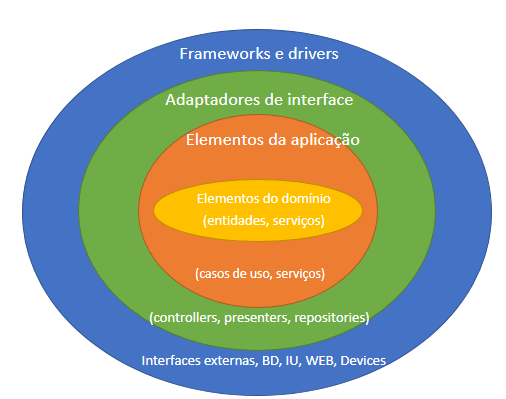 Frameworks e drivers
Adaptadores de interface
Elementos da aplicação
Elementos do domínio
(entidades, serviços)
(casos de uso, serviços)
(controllers, presenters, repositories)
Interfaces externas, BD, IU, WEB, Devices